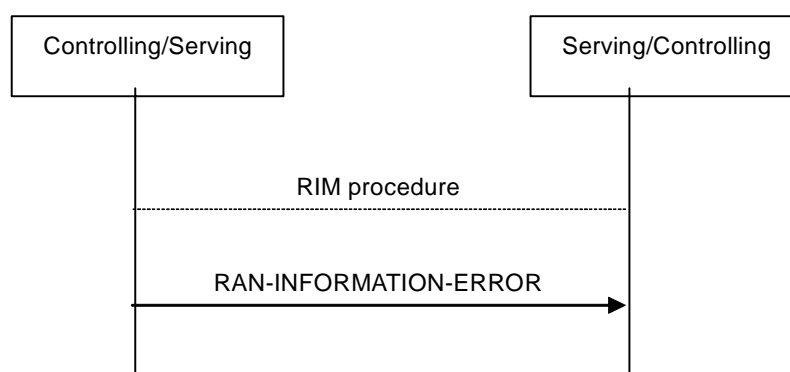 Controlling/Serving
Serving/Controlling
RIM procedure
RAN-INFORMATION-ERROR